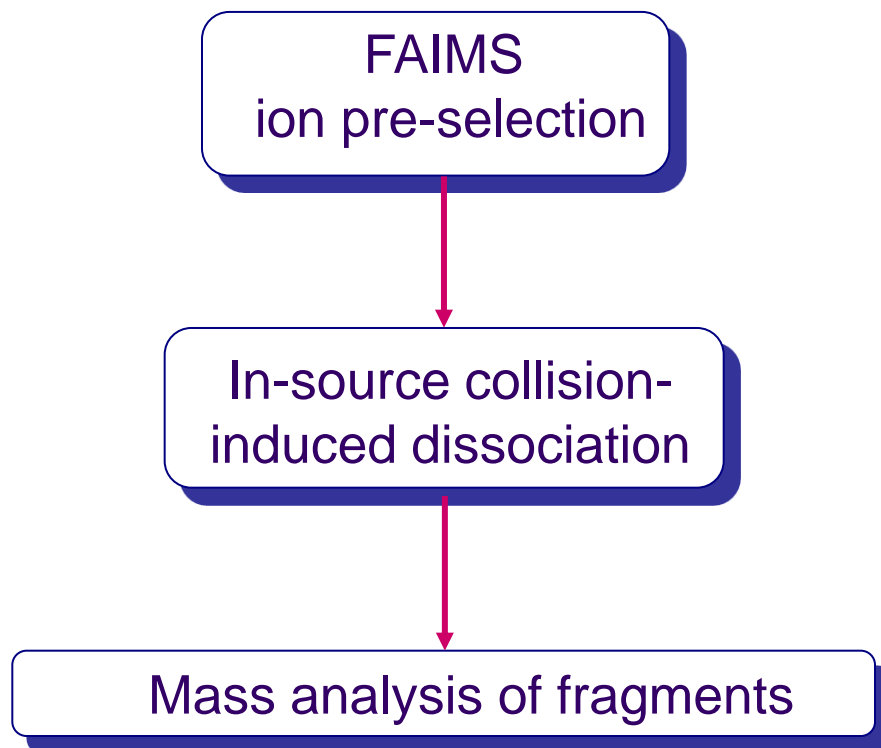 FAIMS
ion pre-selection
In-source collision-
induced dissociation
Mass analysis of fragments